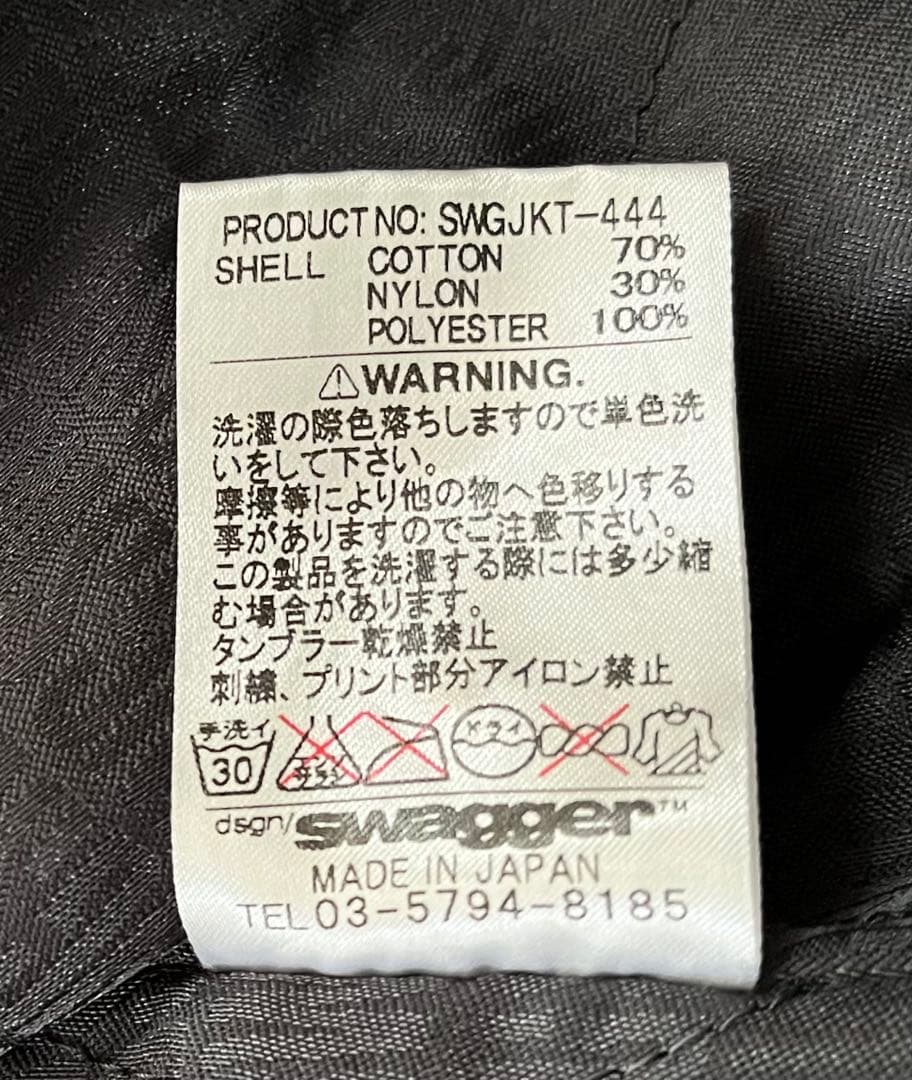 PRODUCT NO: SWGJKT-444
SHELL COTTON 70%
NYLON 30%
POLYESTER 100%
WARNING.
洗濯の際色落ちしますので単色洗
いをして下さい。
摩擦等により他の物へ色移りする
事がありますのでご注意下さい。
この製品を洗濯する際には多少縮
む場合があります。
タンブラー乾燥禁止
刺繍、プリント部分アイロン禁止
手洗イ 30 ドライ
dsgn/swagger™
MADE IN JAPAN
TEL 03-5794-8185